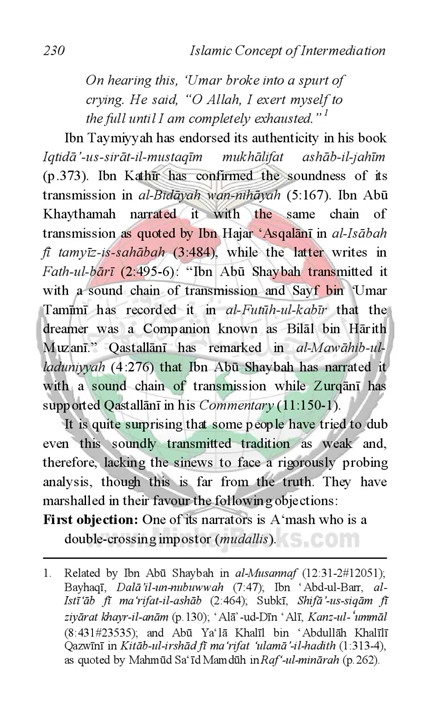 230 Islamic Concept of Intermediation
On hearing this, ‘Umar broke into a spurt of
crying. He said, “O Allah, I exert myself to
the full until I am completely exhausted.”1
Ibn Taymiyyah has endorsed its authenticity in his book
Iqtidā’-us-sirāt-il-mustaqīm mukhālifat ashāb-il-jahīm
(p.373). Ibn Kathīr has confirmed the soundness of its
transmission in al-Bidāyah wan-nihāyah (5:167). Ibn Abū
Khaythamah narrated it with the same chain of
transmission as quoted by Ibn Hajar ‘Asqalānī in al-Isābah
fī tamyīz-is-sahābah (3:484), while the latter writes in
Fath-ul-bārī (2:495-6): “Ibn Abū Shaybah transmitted it
with a sound chain of transmission and Sayf bin ‘Umar
Tamīmī has recorded it in al-Futūh-ul-kabīr that the
dreamer was a Companion known as Bilāl bin Hārith
Muzanī.” Qastallānī has remarked in al-Mawāhib-ul-
laduniyyah (4:276) that Ibn Abū Shaybah has narrated it
with a sound chain of transmission while Zurqānī has
supported Qastallānī in his Commentary (11:150-1).
It is quite surprising that some people have tried to dub
even this soundly transmitted tradition as weak and,
therefore, lacking the sinews to face a rigorously probing
analysis, though this is far from the truth. They have
marshalled in their favour the following objections:
First objection: One of its narrators is A‘mash who is a
double-crossing impostor (mudallis).
www.MinhajBooks.com
1. Related by Ibn Abū Shaybah in al-Musannaf (12:31-2#12051);
Bayhaqī, Dalā’il-un-nubuwwah (7:47); Ibn ‘Abd-ul-Barr, al-
Istī‘āb fī ma‘rifat-il-ashāb (2:464); Subkī, Shifā’-us-siqām fī
ziyārat khayr-il-anām (p.130); ‘Alā’-ud-Dīn ‘Alī, Kanz-ul-‘ummāl
(8:431#23535); and Abū Ya‘lā Khalīl bin ‘Abdullāh Khalīlī
Qazwīnī in Kitāb-ul-irshād fī ma‘rifat ‘ulamā’-il-hadith (1:313-4),
as quoted by Mahmūd Sa‘īd Mamdūh in Raf‘-ul-minārah (p.262).